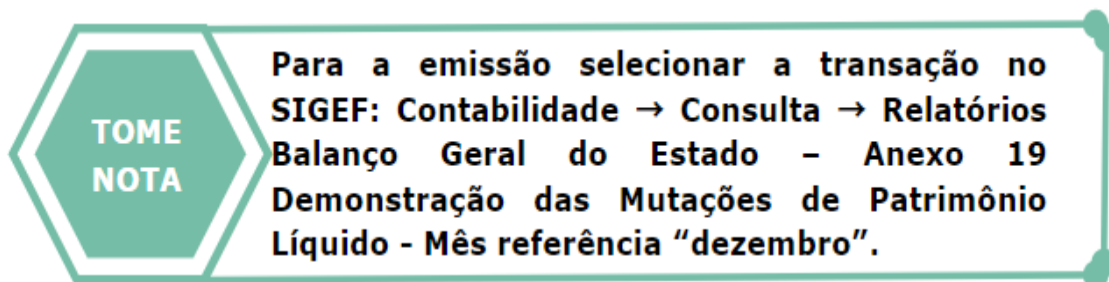 TOME
NOTA
Para a emissão selecionar a transação no
SIGEF: Contabilidade → Consulta → Relatórios
Balanço Geral do Estado – Anexo 19
Demonstração das Mutações de Patrimônio
Líquido - Mês referência “dezembro”.